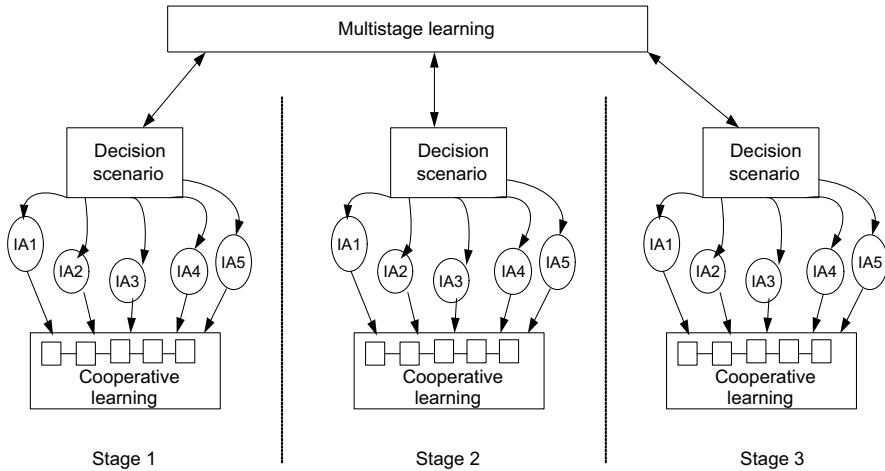 Multistage learning
Decision
scenario
IA1
IA2
IA3
IA4
IA5
Cooperative
learning
Stage 1
Decision
scenario
IA1
IA2
IA3
IA4
IA5
Cooperative
learning
Stage 2
Decision
scenario
IA1
IA2
IA3
IA4
IA5
Cooperative
learning
Stage 3